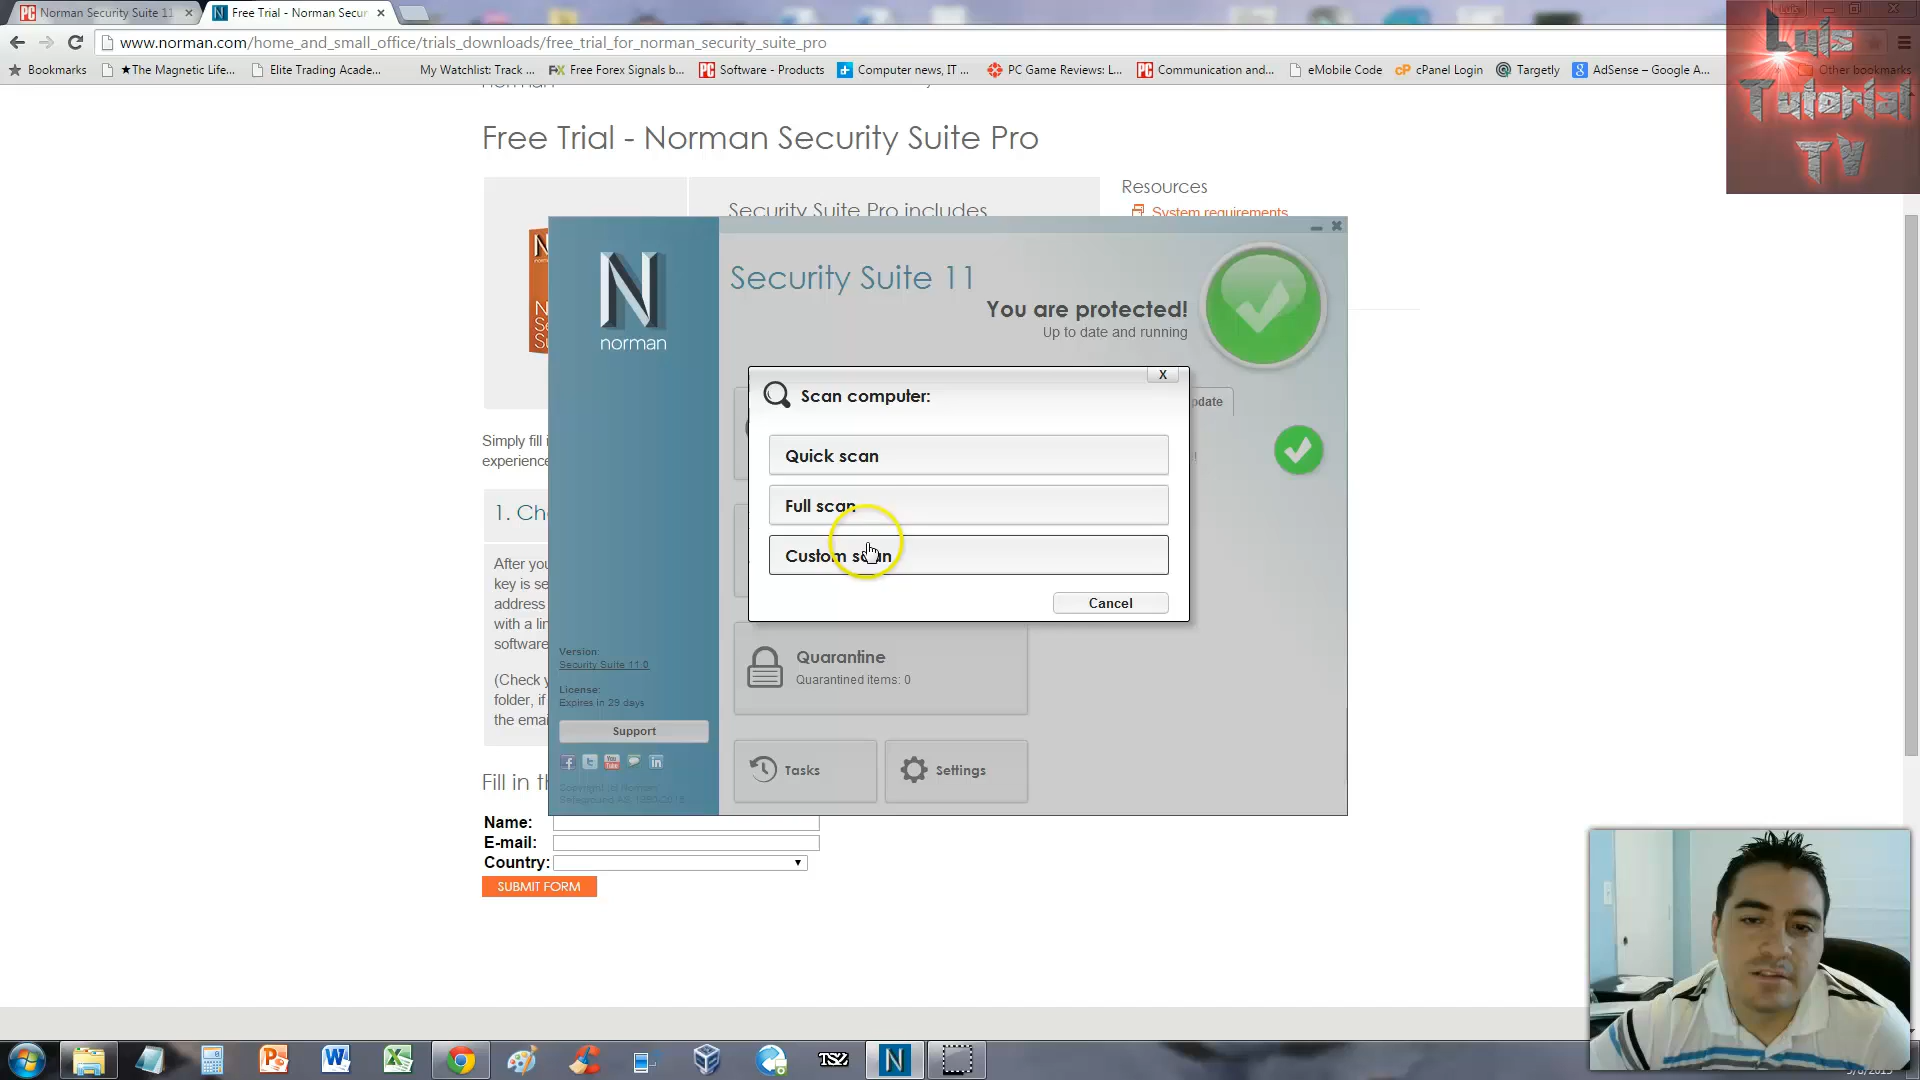 Norman Security Suite 11
Free Trial - Norman Secur
www.norman.com/home_and_small_office/trials_downloads/free_trial_for_norman_security_suite_pro
Bookmarks
★The Magnetic Life...
Elite Trading Acade...
My Watchlist: Track ...
Free Forex Signals b...
Software - Products
Computer news, IT ...
PC Game Reviews: L...
Communication and...
eMobile Code
cPanel Login
Targetly
AdSense – Google A...
Other bookmarks
Luis
Tutorial
TV
Free Trial - Norman Security Suite Pro
Security Suite Pro includes
Resources
System requirements
N
norman
Security Suite 11
You are protected!
Up to date and running
Scan computer:
X
Quick scan
Full scan
Custom scan
Cancel
pdate
Simply fill i
experience
1. Ch
After you
key is se
address
with a lin
software
(Check y
folder, if
the emai
Version:
Security Suite 11.0
License:
Expires in 29 days
Support
Quarantine
Quarantined items: 0
Tasks
Settings
Fill in th
Name:
E-mail:
Country:
SUBMIT FORM